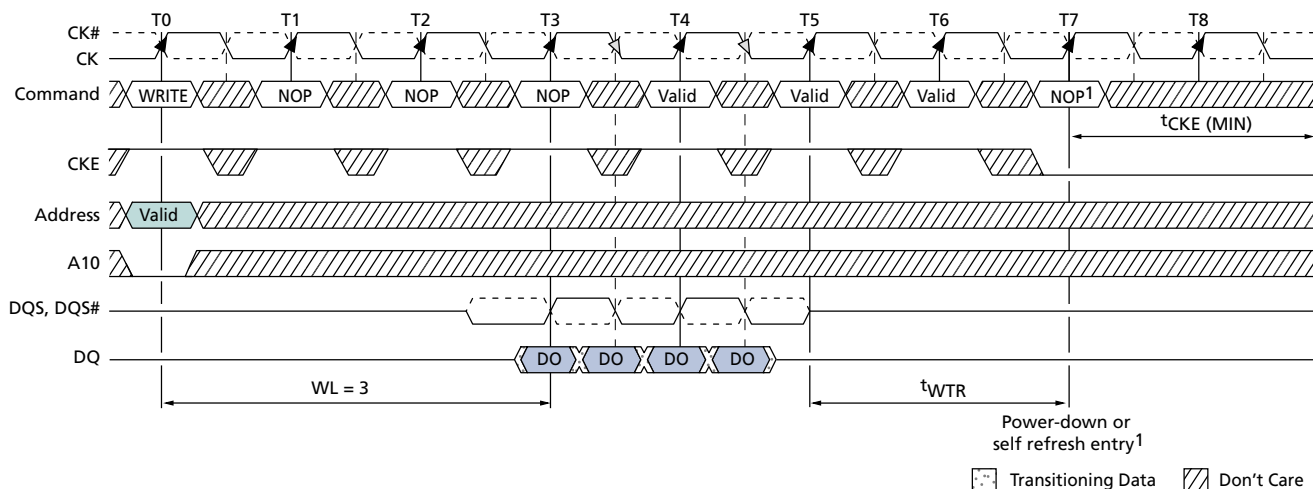 T0 T1 T2 T3 T4 T5 T6 T7 T8
CK#
CK
Command WRITE NOP NOP NOP Valid Valid Valid NOP1
tCKE (MIN)
CKE
Address Valid
A10
DQS, DQS#
DQ DO DO DO DO
WL = 3 tWTR
Power-down or
self refresh entry1
Transitioning Data Don't Care